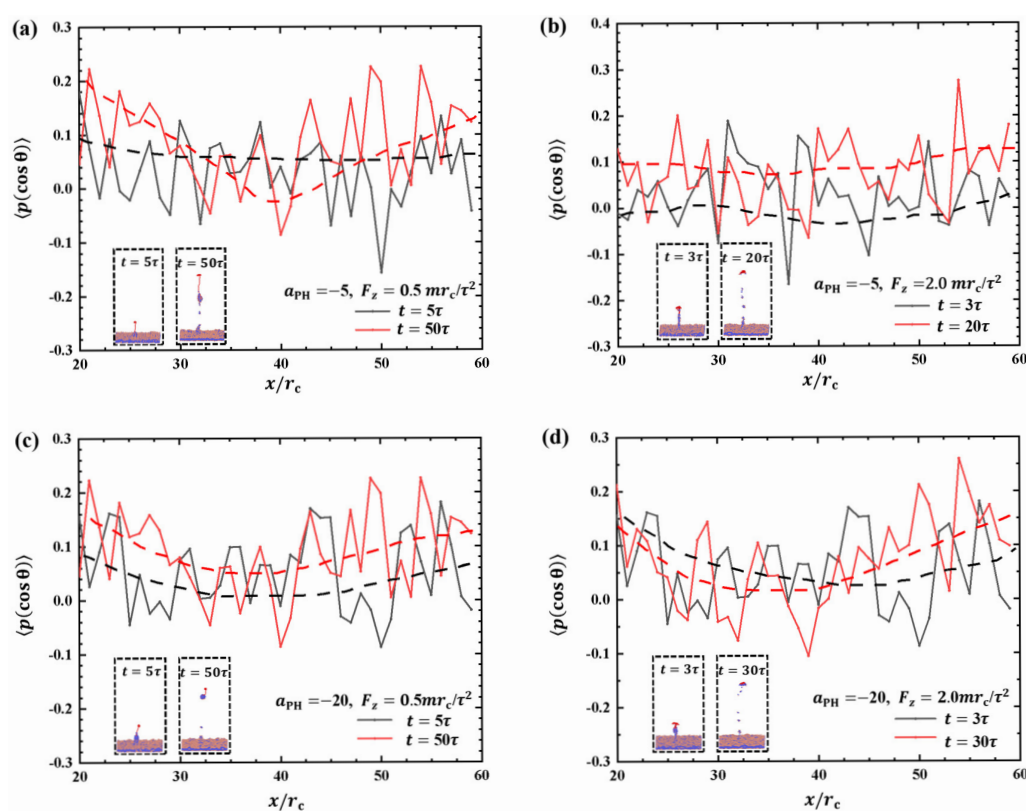 (a)
0.3
0.2
0.1
0.0
-0.1
-0.2
-0.3
⟨p(cos θ)⟩
t = 5τ
t = 50τ
a_PH = −5, F_z = 0.5 mr_c/τ²
t = 5τ
t = 50τ
20 30 40 50 60
x/r_c
(b)
0.4
0.3
0.2
0.1
0.0
-0.1
-0.2
-0.3
⟨p(cos θ)⟩
t = 3τ
t = 20τ
a_PH = −5, F_z = 2.0 mr_c/τ²
t = 3τ
t = 20τ
20 30 40 50 60
x/r_c
(c)
0.3
0.2
0.1
0.0
-0.1
-0.2
-0.3
⟨p(cos θ)⟩
t = 5τ
t = 50τ
a_PH = −20, F_z = 0.5mr_c/τ²
t = 5τ
t = 50τ
20 30 40 50 60
x/r_c
(d)
0.3
0.2
0.1
0.0
-0.1
-0.2
-0.3
⟨p(cos θ)⟩
t = 3τ
t = 30τ
a_PH = −20, F_z = 2.0mr_c/τ²
t = 3τ
t = 30τ
20 30 40 50 60
x/r_c